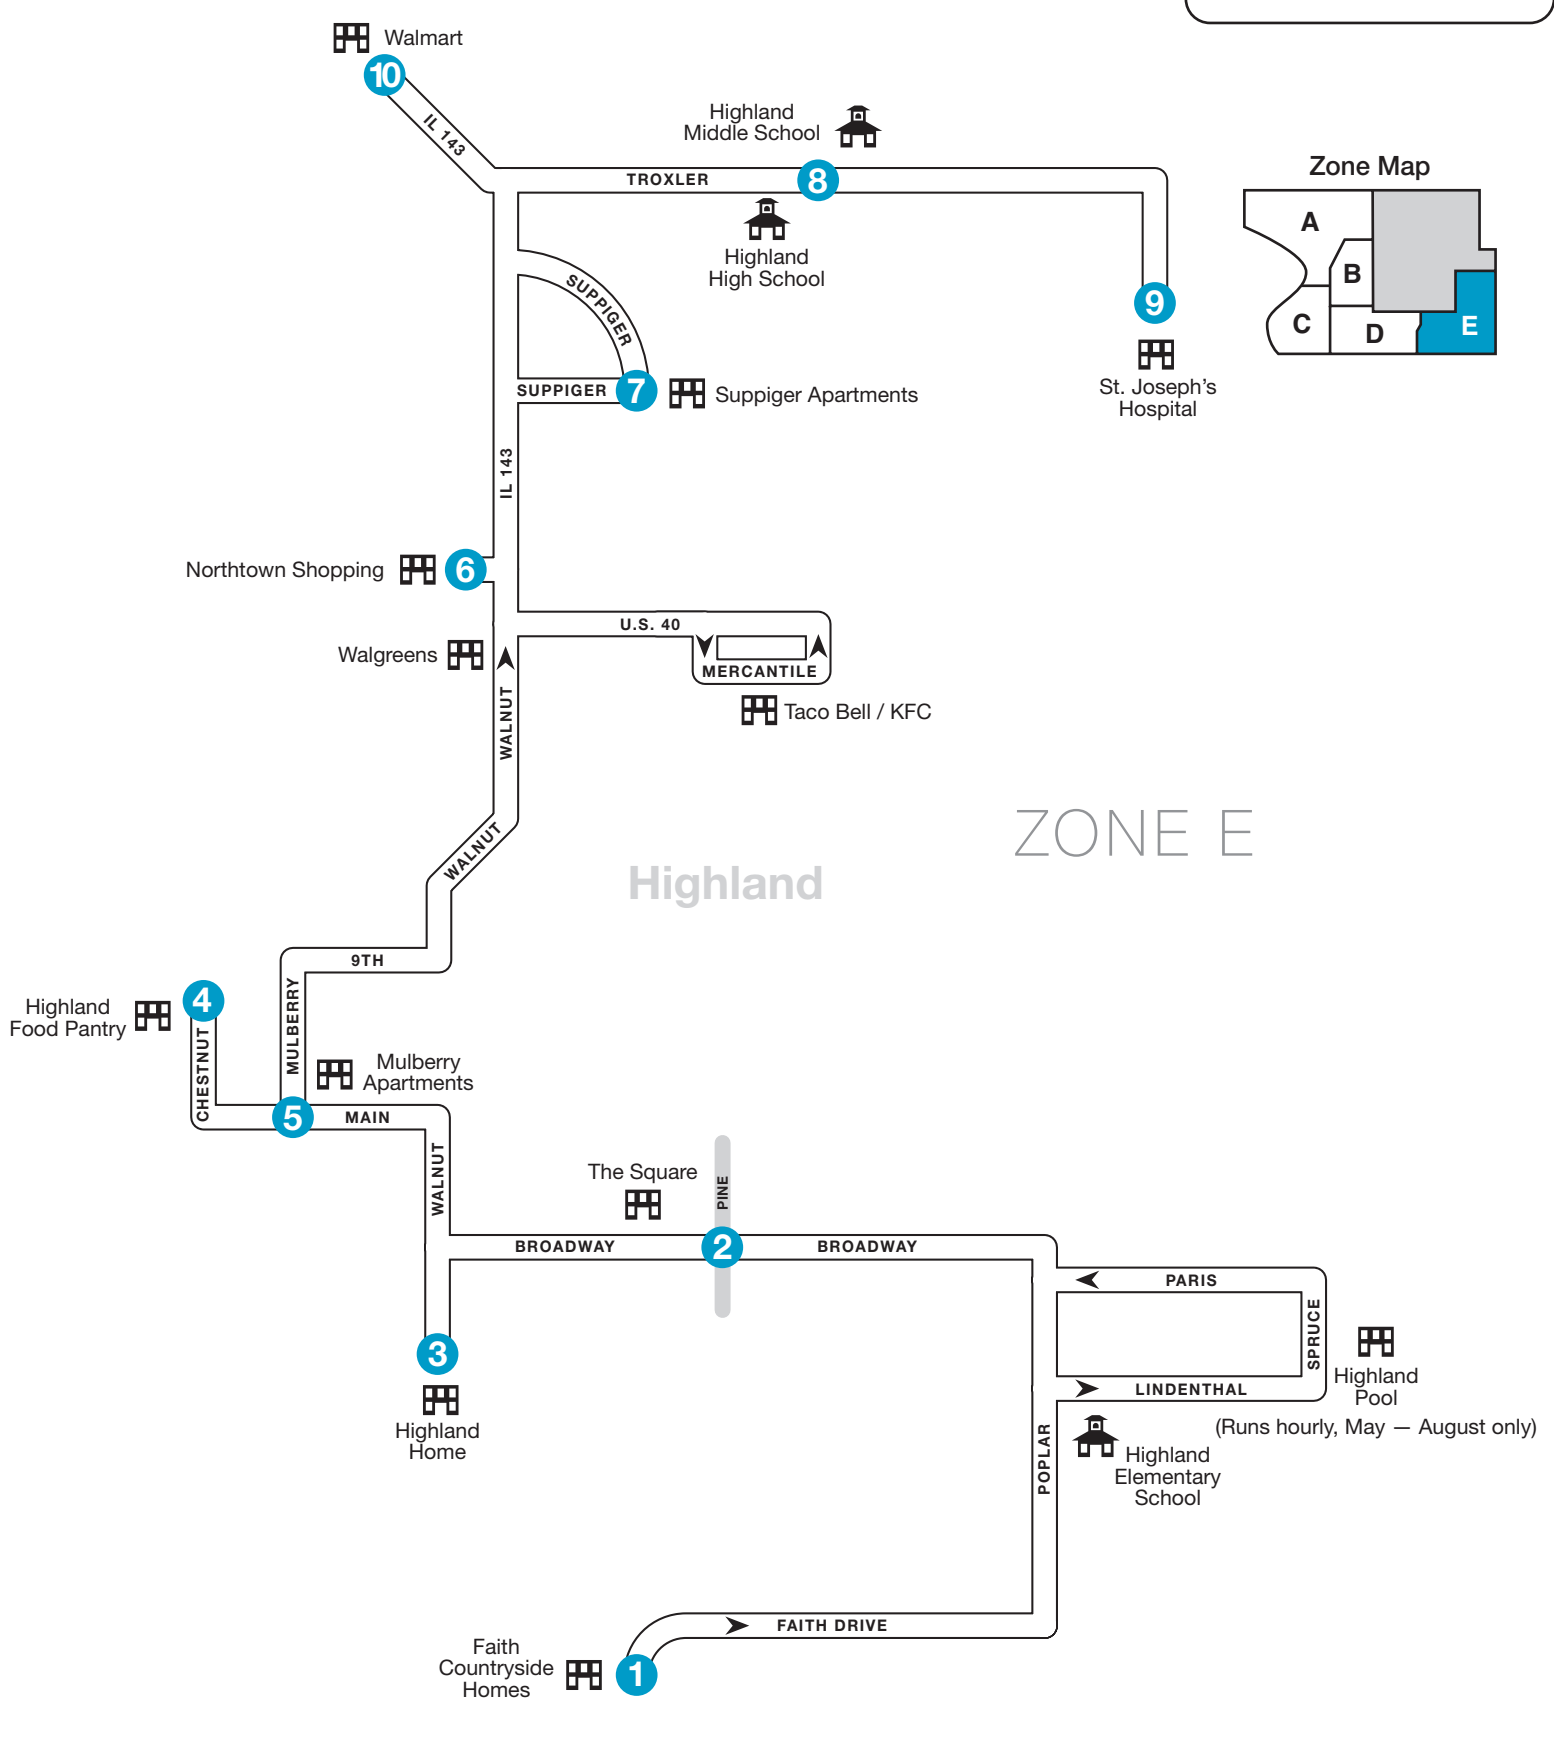 Walmart
10
IL 143
Highland
Middle School
TROXLER
8
Highland
High School
Zone Map
A
B
C
D
E
SUPPIGER
9
St. Joseph's
Hospital
SUPPIGER
7
Suppiger Apartments
IL 143
Northtown Shopping
6
U.S. 40
Walgreens
MERCANTILE
Taco Bell / KFC
WALNUT
ZONE E
WALNUT
Highland
9TH
Highland
Food Pantry
4
MULBERRY
CHESTNUT
Mulberry
Apartments
5
MAIN
WALNUT
The Square
PINE
BROADWAY
2
BROADWAY
PARIS
SPRUCE
3
Highland
Home
Highland
Pool
(Runs hourly, May — August only)
LINDENTHAL
POPLAR
Highland
Elementary
School
FAITH DRIVE
Faith
Countryside
Homes
1